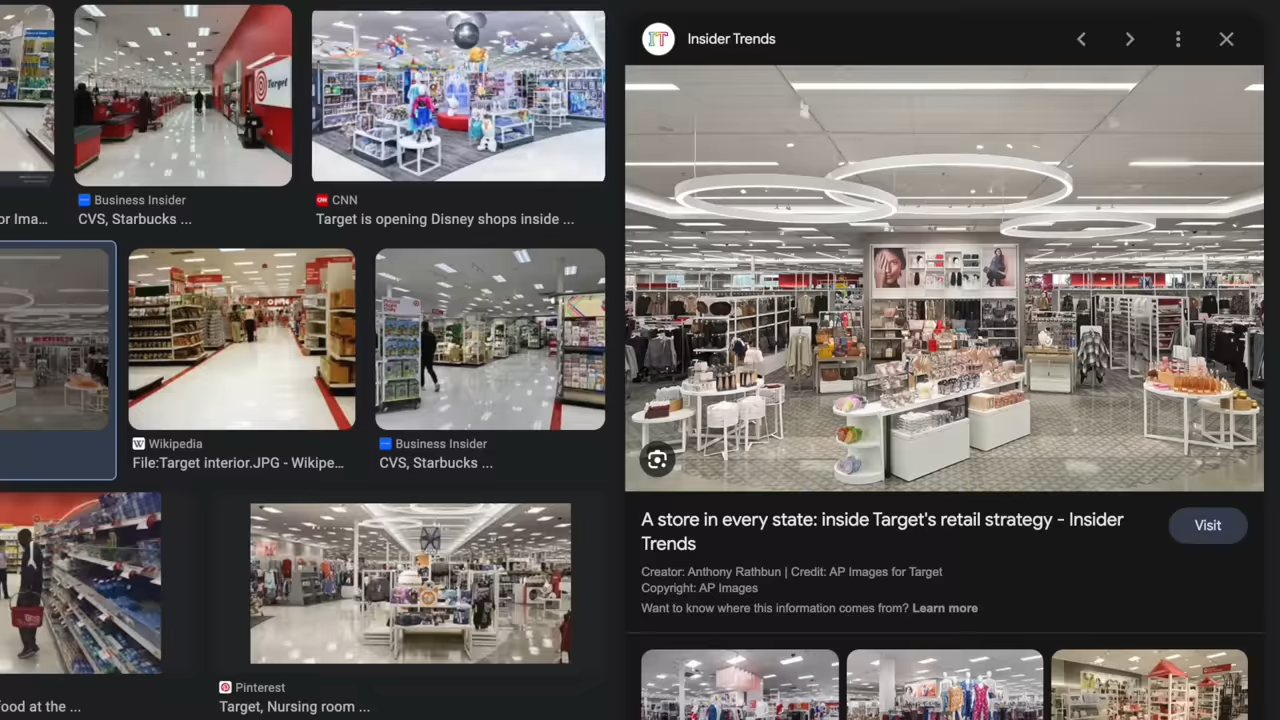 Target
Business Insider
CVS, Starbucks ...
CNN
Target is opening Disney shops inside ...
or Ima...
OPEN
W Wikipedia
File:Target interior.JPG - Wikipe...
Business Insider
CVS, Starbucks ...
ood at the ...
Pinterest
Target, Nursing room ...
IT Insider Trends
A store in every state: inside Target's retail strategy - Insider
Trends
Visit
Creator: Anthony Rathbun | Credit: AP Images for Target
Copyright: AP Images
Want to know where this information comes from? Learn more